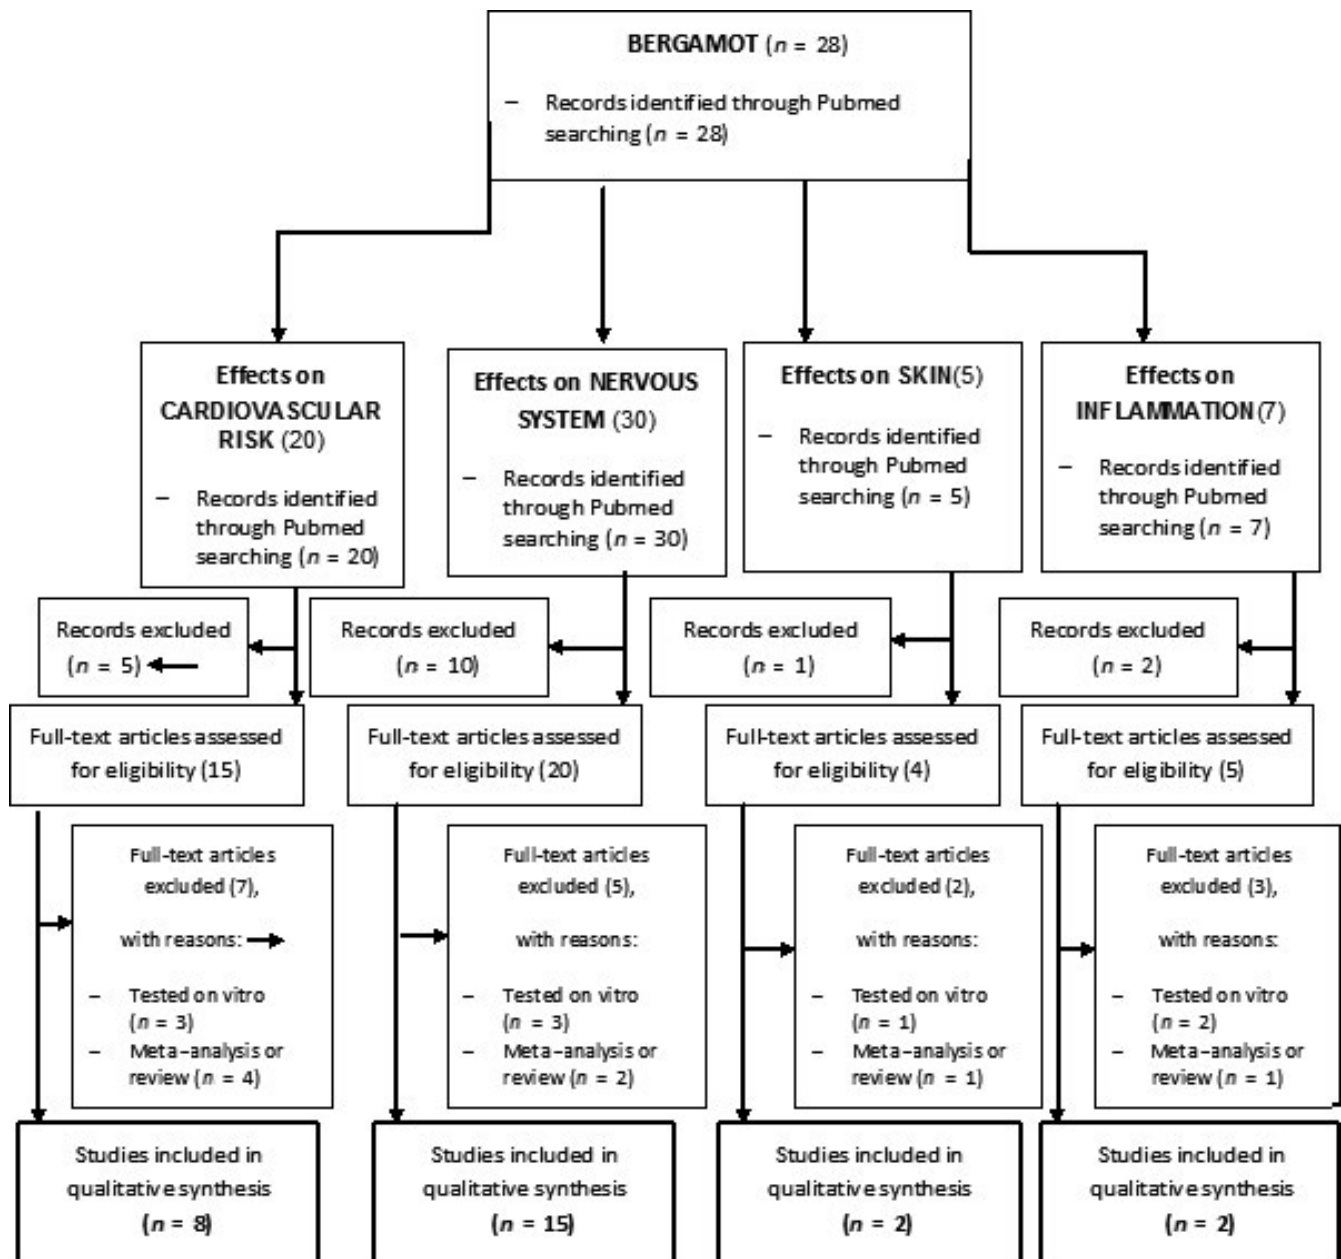 BERGAMOT (n = 28)
– Records identified through Pubmed
searching (n = 28)
Effects on
CARDIOVASCULAR
RISK (20)
– Records identified
through Pubmed
searching (n = 20)
Effects on NERVOUS
SYSTEM (30)
– Records identified
through Pubmed
searching (n = 30)
Effects on SKIN(5)
– Records identified
through Pubmed
searching (n = 5)
Effects on
INFLAMMATION(7)
– Records identified
through Pubmed
searching (n = 7)
Records excluded
(n = 5)
Records excluded
(n = 10)
Records excluded
(n = 1)
Records excluded
(n = 2)
Full-text articles assessed
for eligibility (15)
Full-text articles assessed
for eligibility (20)
Full-text articles assessed
for eligibility (4)
Full-text articles assessed
for eligibility (5)
Full-text articles
excluded (7),
with reasons:
– Tested on vitro
(n = 3)
– Meta-analysis or
review (n = 4)
Full-text articles
excluded (5),
with reasons:
– Tested on vitro
(n = 3)
– Meta-analysis or
review (n = 2)
Full-text articles
excluded (2),
with reasons:
– Tested on vitro
(n = 1)
– Meta-analysis or
review (n = 1)
Full-text articles
excluded (3),
with reasons:
– Tested on vitro
(n = 2)
– Meta-analysis or
review (n = 1)
Studies included in
qualitative synthesis
(n = 8)
Studies included in
qualitative synthesis
(n = 15)
Studies included in
qualitative synthesis
(n = 2)
Studies included in
qualitative synthesis
(n = 2)